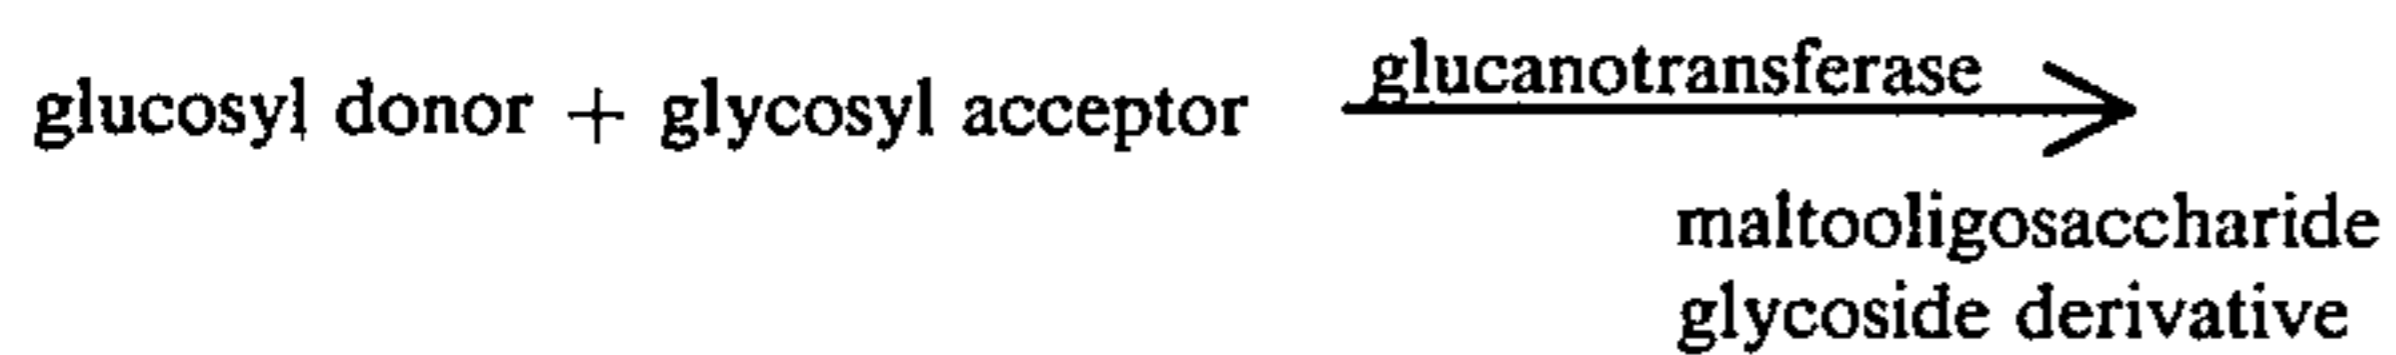 glucosyl donor + glycosyl acceptor
glucanotransferase
maltooligosaccharide
glycoside derivative